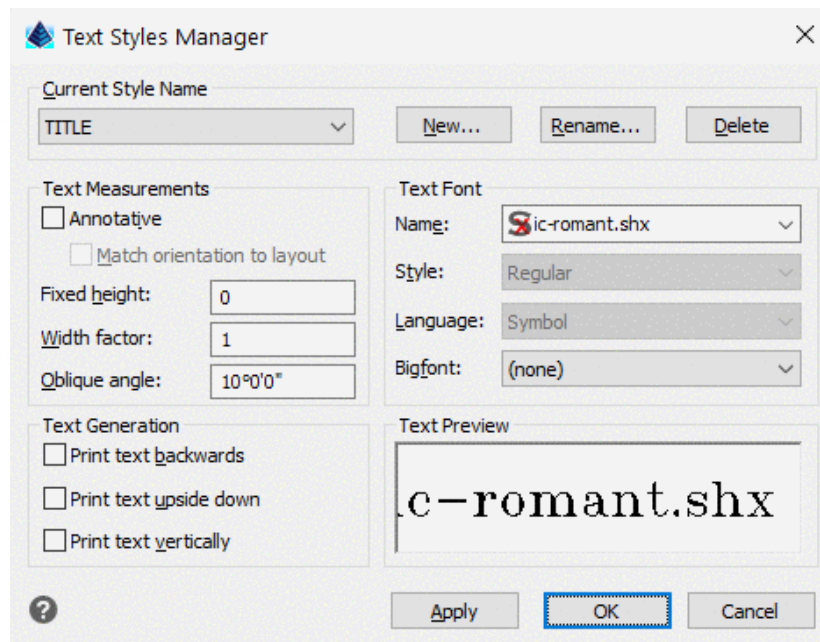 Text Styles Manager
Current Style Name
TITLE
New...
Rename...
Delete
Text Measurements
Annotative
Match orientation to layout
Fixed height:
0
Width factor:
1
Oblique angle:
10°0'0"
Text Font
Name:
ic-romant.shx
Style:
Regular
Language:
Symbol
Bigfont:
(none)
Text Generation
Print text backwards
Print text upside down
Print text vertically
Text Preview
ic-romant.shx
?
Apply
OK
Cancel